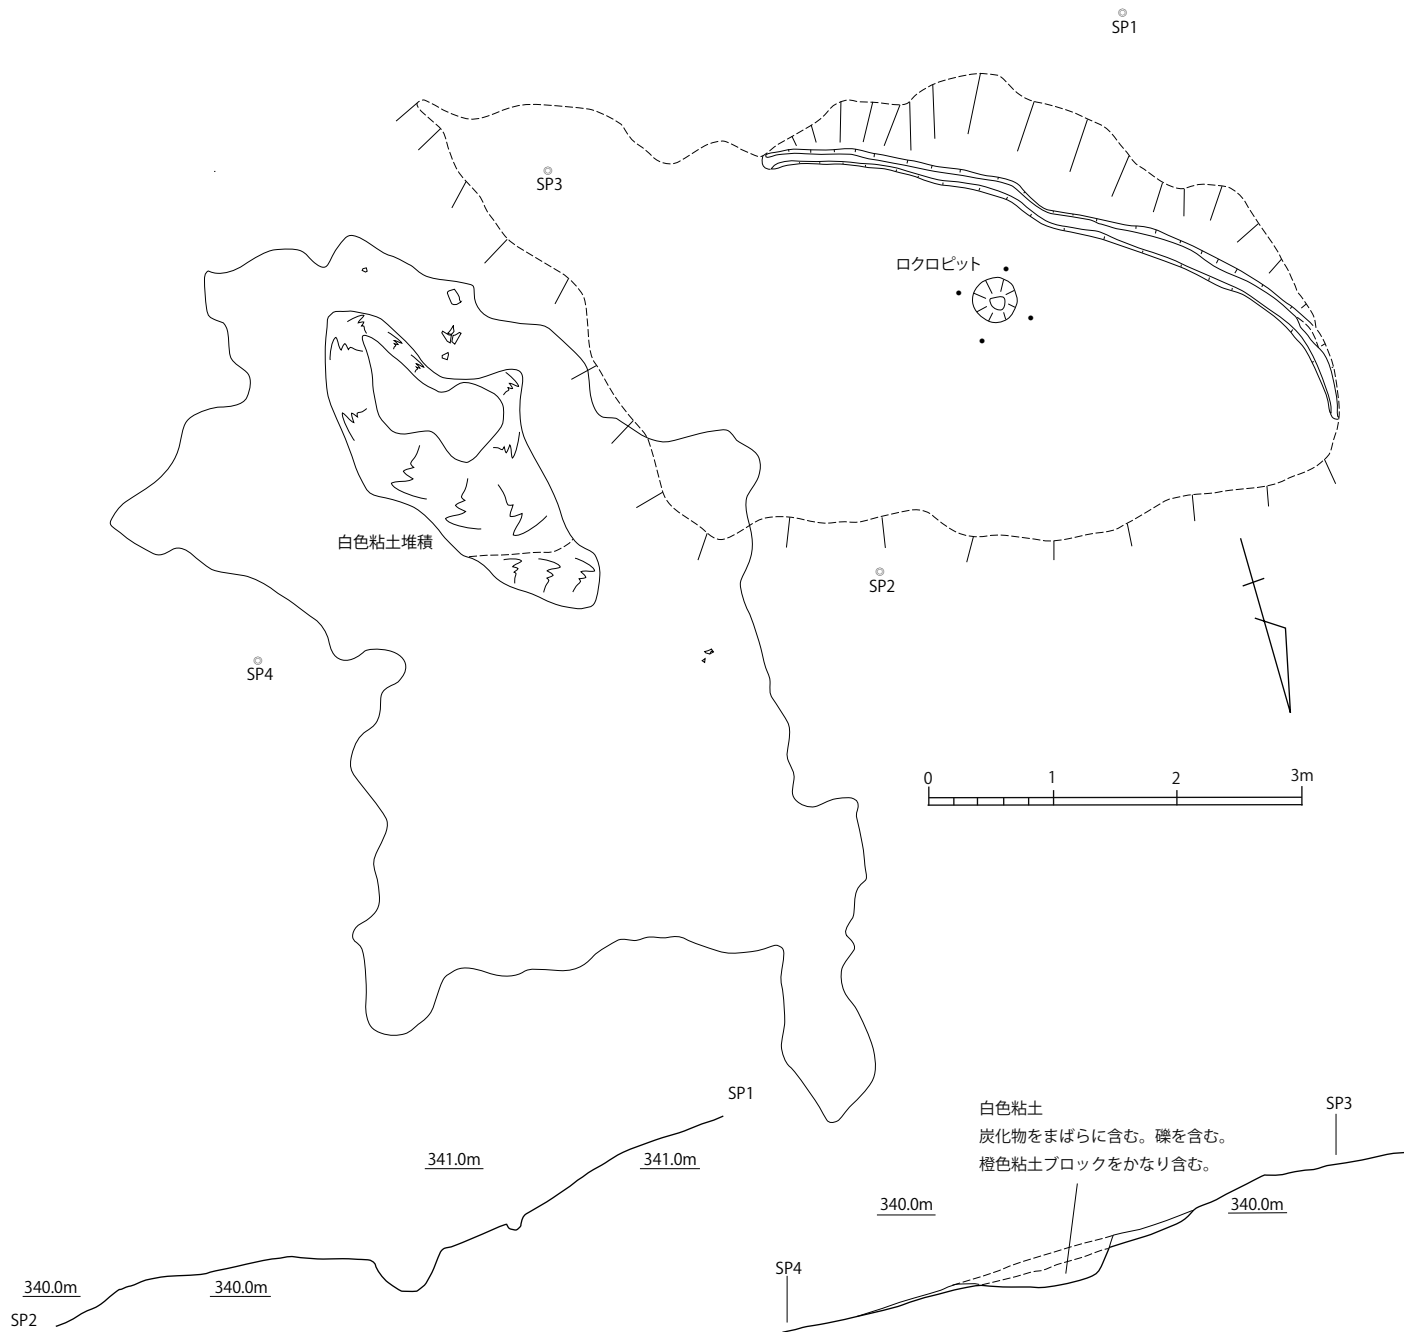 SP1
SP3
ロクロピット
白色粘土堆積
SP2
SP4
0 1 2 3m
SP1
341.0m 341.0m
340.0m 340.0m
SP2
白色粘土
炭化物をまばらに含む。礫を含む。
橙色粘土ブロックをかなり含む。
SP3
340.0m 340.0m
SP4